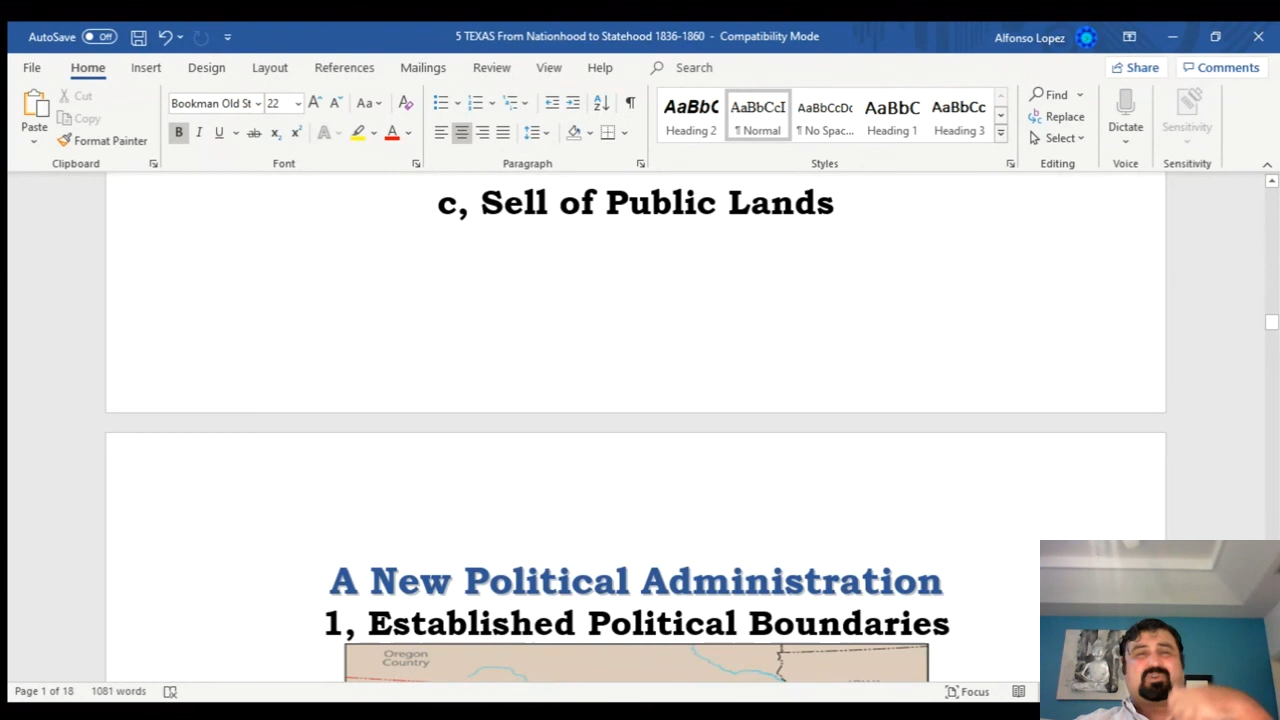 AutoSave Off 5 TEXAS From Nationhood to Statehood 1836-1860 - Compatibility Mode Alfonso Lopez
File Home Insert Design Layout References Mailings Review View Help Search Share Comments
Paste Cut Copy Format Painter
Bookman Old St 22 Aa
AaBbC AaBbCcI AaBbCcDc AaBbC AaBbCc
Heading 2 ¶ Normal ¶ No Spac... Heading 1 Heading 3
Find Replace Select
Dictate Sensitivity
Clipboard Font Paragraph Styles Editing Voice Sensitivity
c, Sell of Public Lands
A New Political Administration
1, Established Political Boundaries
Oregon
Country
Page 1 of 18 1081 words Focus